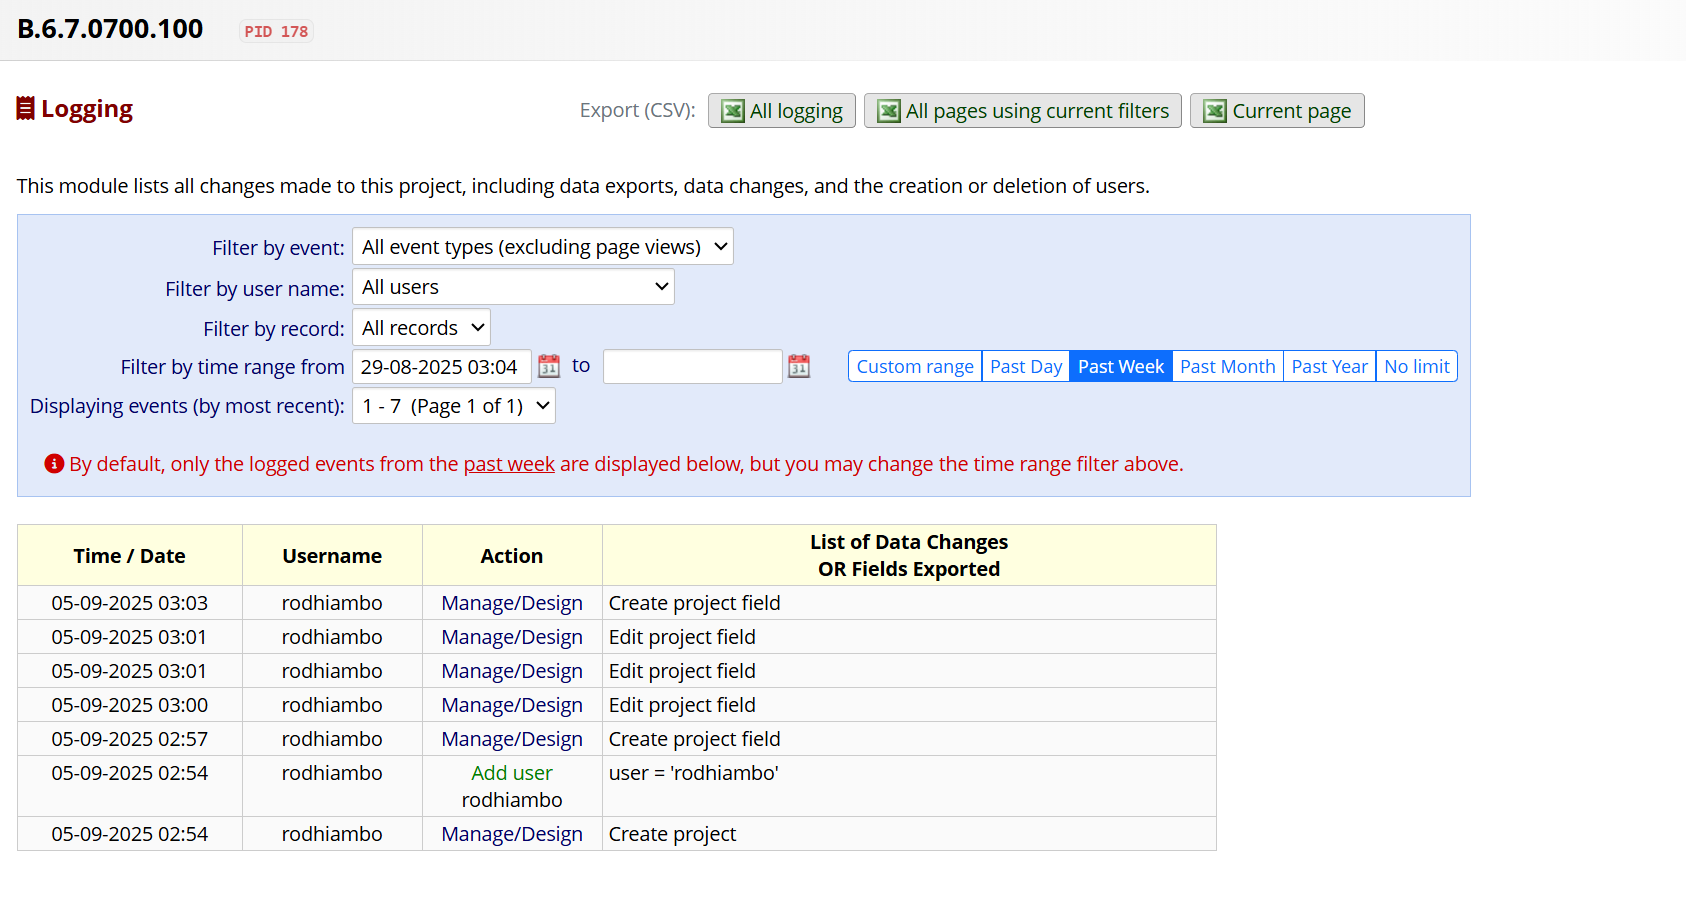 B.6.7.0700.100 PID 178
Logging Export (CSV): All logging All pages using current filters Current page
This module lists all changes made to this project, including data exports, data changes, and the creation or deletion of users.
Filter by event: All event types (excluding page views)
Filter by user name: All users
Filter by record: All records
Filter by time range from 29-08-2025 03:04 31 to 31 Custom range Past Day Past Week Past Month Past Year No limit
Displaying events (by most recent): 1 - 7 (Page 1 of 1)
By default, only the logged events from the past week are displayed below, but you may change the time range filter above.
Time / Date Username Action List of Data Changes
OR Fields Exported
05-09-2025 03:03 rodhiambo Manage/Design Create project field
05-09-2025 03:01 rodhiambo Manage/Design Edit project field
05-09-2025 03:01 rodhiambo Manage/Design Edit project field
05-09-2025 03:00 rodhiambo Manage/Design Edit project field
05-09-2025 02:57 rodhiambo Manage/Design Create project field
05-09-2025 02:54 rodhiambo Add user user = 'rodhiambo'
rodhiambo
05-09-2025 02:54 rodhiambo Manage/Design Create project